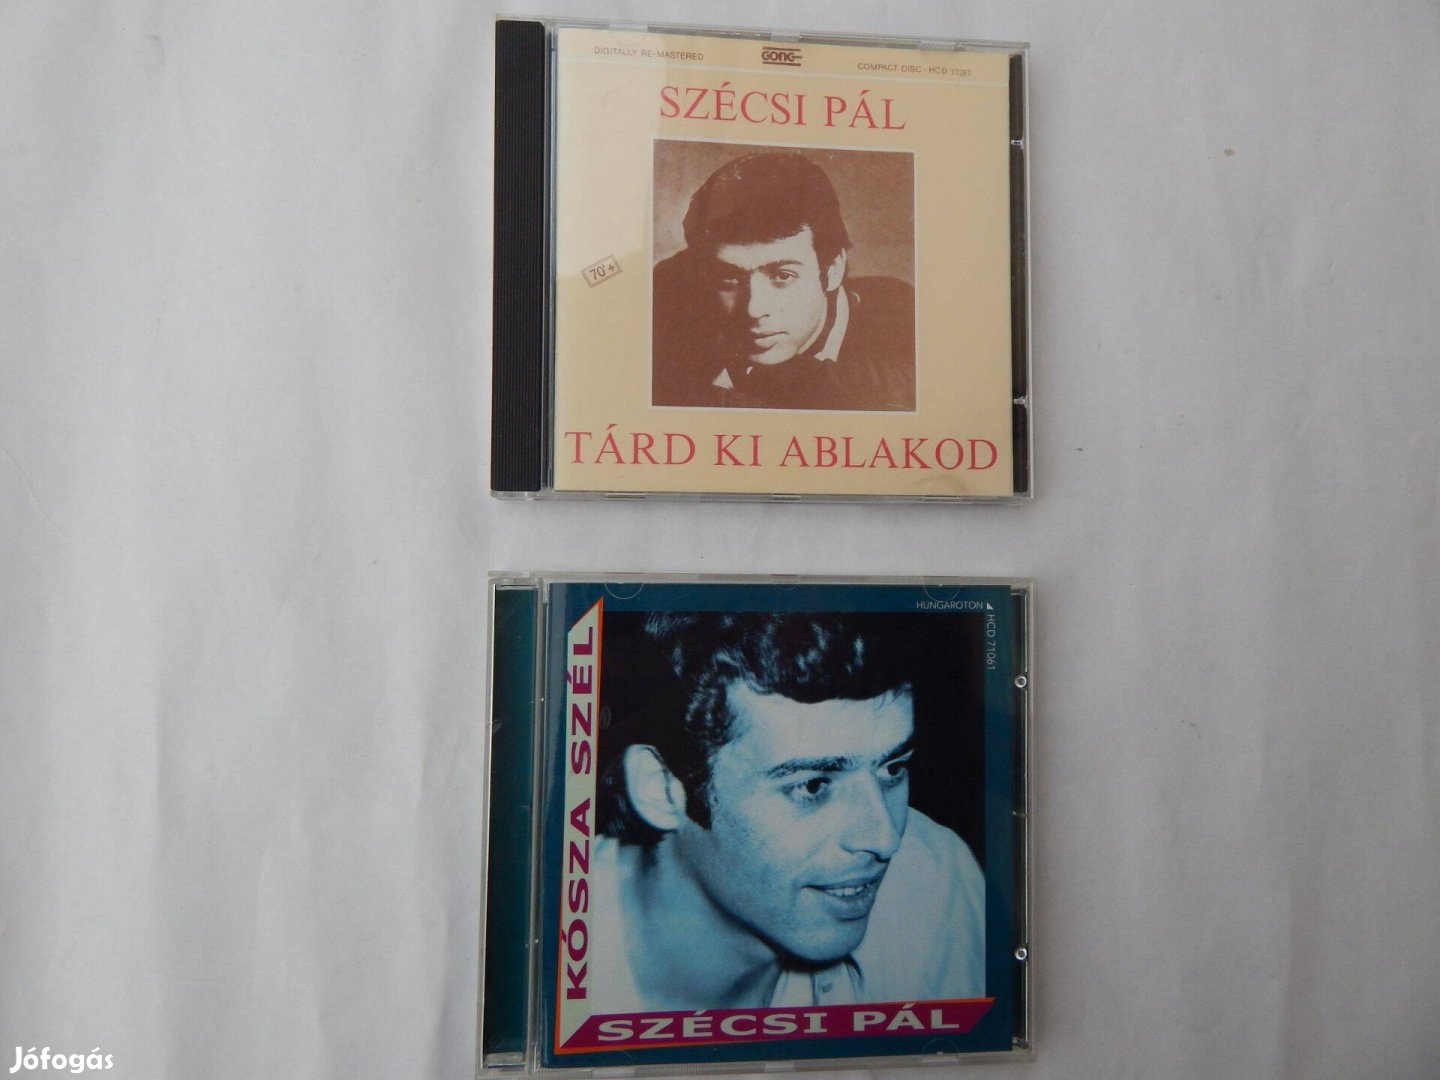 DIGITALLY RE-MASTERED
GONG
COMPACT DISC · HCD 37287
SZÉCSI PÁL
70'+
TÁRD KI ABLAKOD
HUNGAROTON
HCD 71061
KÓSZA SZÉL
SZÉCSI PÁL
Jófogás